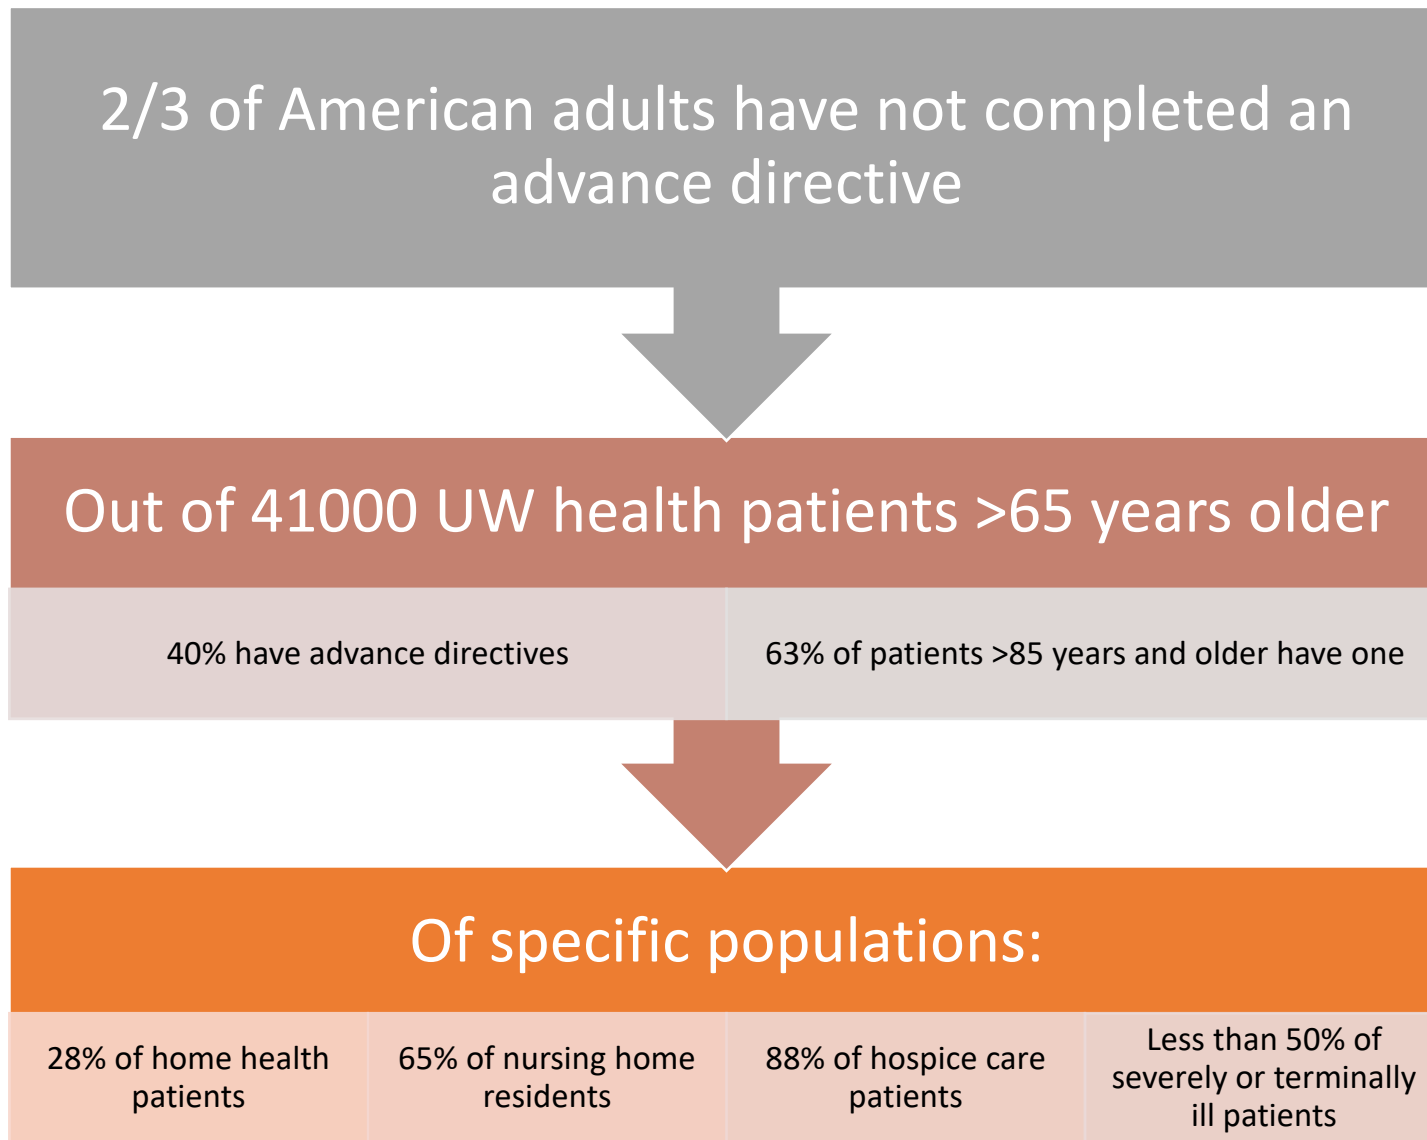 2/3 of American adults have not completed an
advance directive
Out of 41000 UW health patients >65 years older
40% have advance directives
63% of patients >85 years and older have one
Of specific populations:
28% of home health
patients
65% of nursing home
residents
88% of hospice care
patients
Less than 50% of
severely or terminally
ill patients